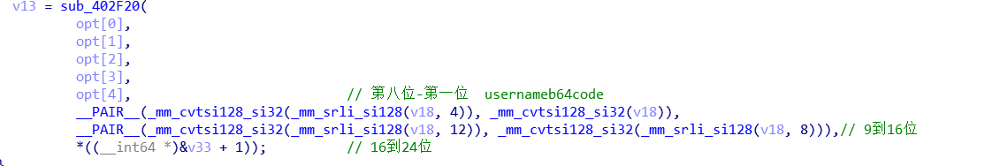 v13 = sub_402F20(
opt[0],
opt[1],
opt[2],
opt[3],
opt[4], // 第八位-第一位 usernameb64code
__PAIR__(_mm_cvtsi128_si32(_mm_srli_si128(v18, 4)), _mm_cvtsi128_si32(v18)),
__PAIR__(_mm_cvtsi128_si32(_mm_srli_si128(v18, 12)), _mm_cvtsi128_si32(_mm_srli_si128(v18, 8))),// 9到16位
*((__int64 *)&v33 + 1)); // 16到24位